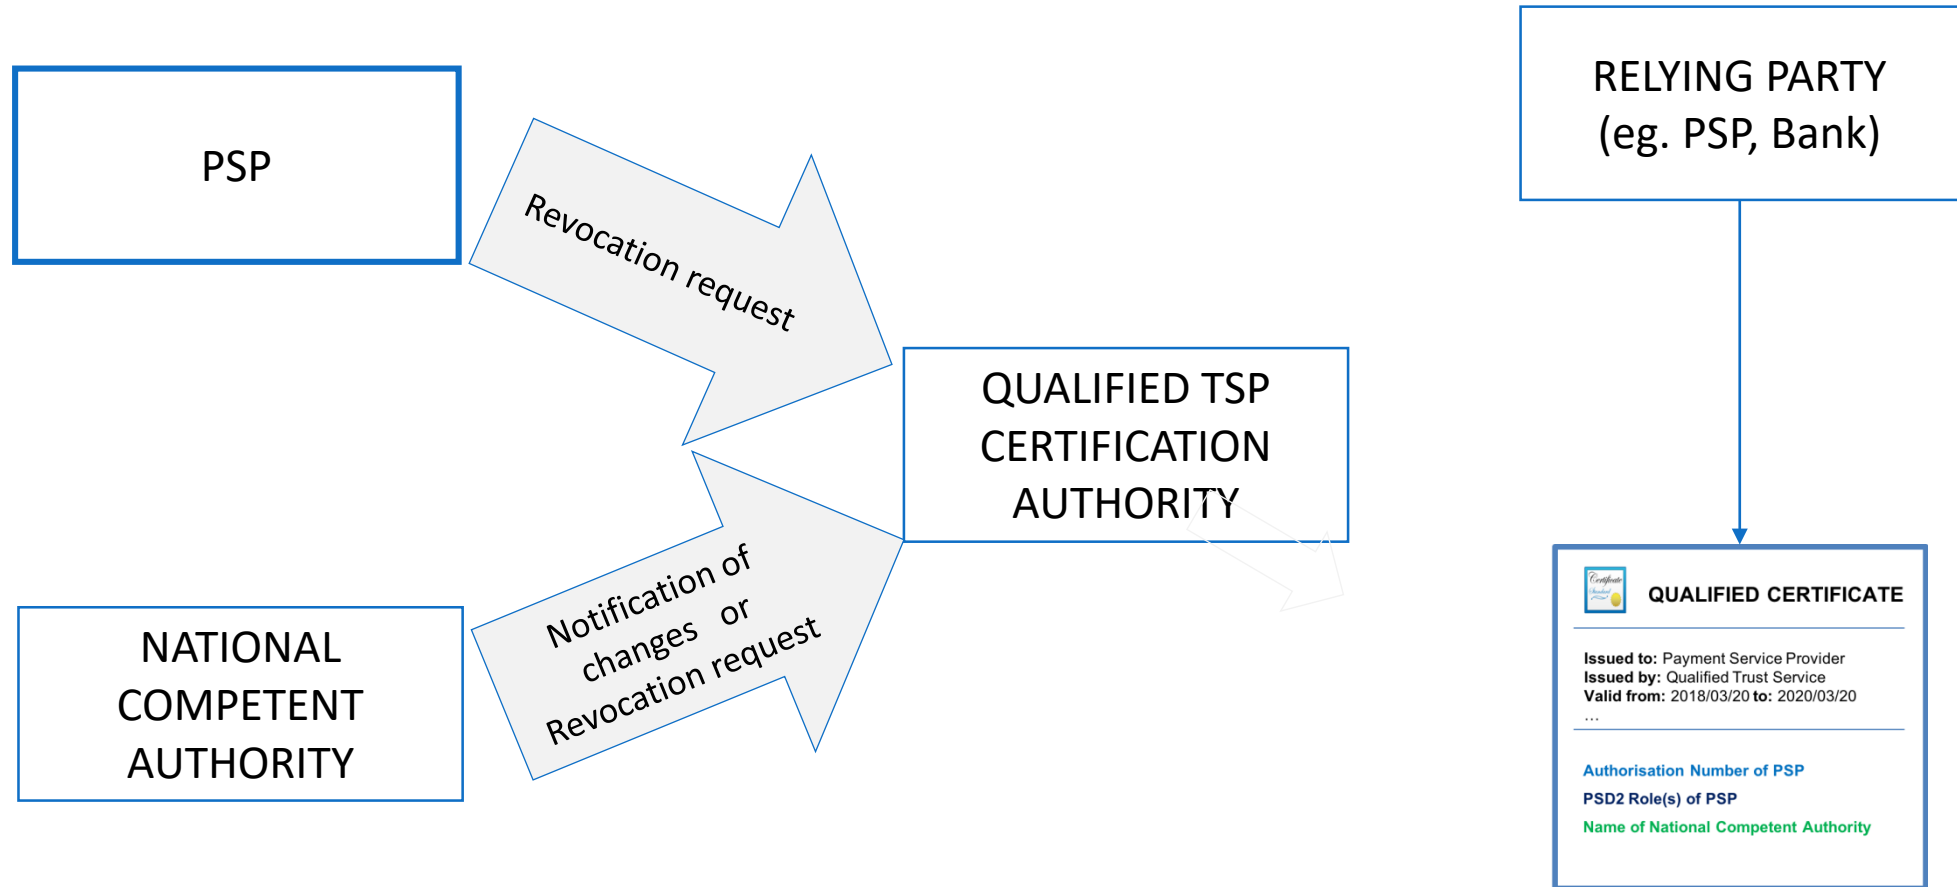 PSP
Revocation request
RELYING PARTY
(eg. PSP, Bank)
QUALIFIED TSP
CERTIFICATION
AUTHORITY
NATIONAL
COMPETENT
AUTHORITY
Notification of
changes or
Revocation request
Certificate
Standard
QUALIFIED CERTIFICATE
Issued to: Payment Service Provider
Issued by: Qualified Trust Service
Valid from: 2018/03/20 to: 2020/03/20
...
Authorisation Number of PSP
PSD2 Role(s) of PSP
Name of National Competent Authority